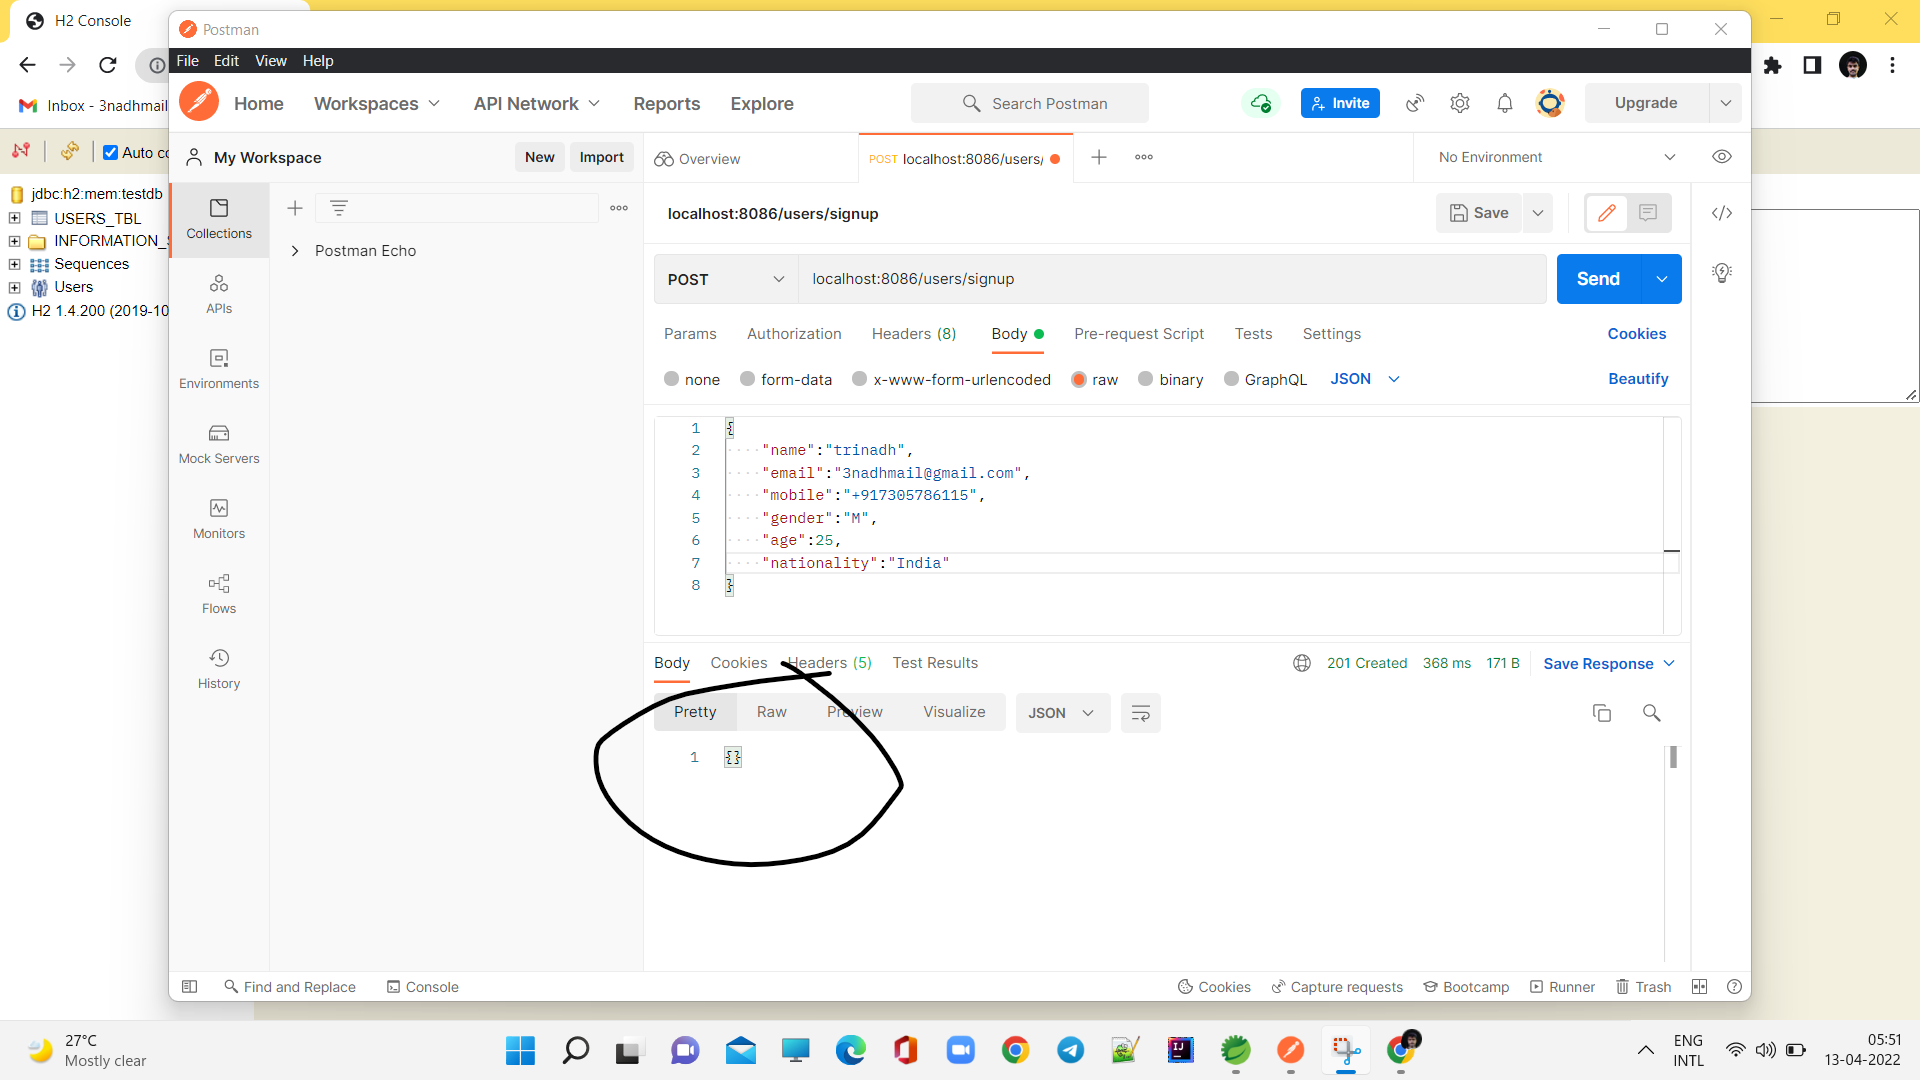 H2 Console
Postman
File Edit View Help
Home Workspaces API Network Reports Explore Search Postman Invite Upgrade
Inbox - 3nadhmail
My Workspace New Import Overview POST localhost:8086/users/ No Environment
Auto co
jdbc:h2:mem:testdb
USERS_TBL
INFORMATION_S
Sequences
Users
H2 1.4.200 (2019-10
Collections
APIs
Environments
Mock Servers
Monitors
Flows
History
Postman Echo
localhost:8086/users/signup Save
POST localhost:8086/users/signup Send
Params Authorization Headers (8) Body Pre-request Script Tests Settings Cookies
none form-data x-www-form-urlencoded raw binary GraphQL JSON Beautify
1 {
2 "name":"trinadh",
3 "email":"3nadhmail@gmail.com",
4 "mobile":"+917305786115",
5 "gender":"M",
6 "age":25,
7 "nationality":"India"
8 }
Body Cookies Headers (5) Test Results 201 Created 368 ms 171 B Save Response
Pretty Raw Preview Visualize JSON
1 {}
Find and Replace Console Cookies Capture requests Bootcamp Runner Trash
27°C
Mostly clear
ENG
INTL
05:51
13-04-2022